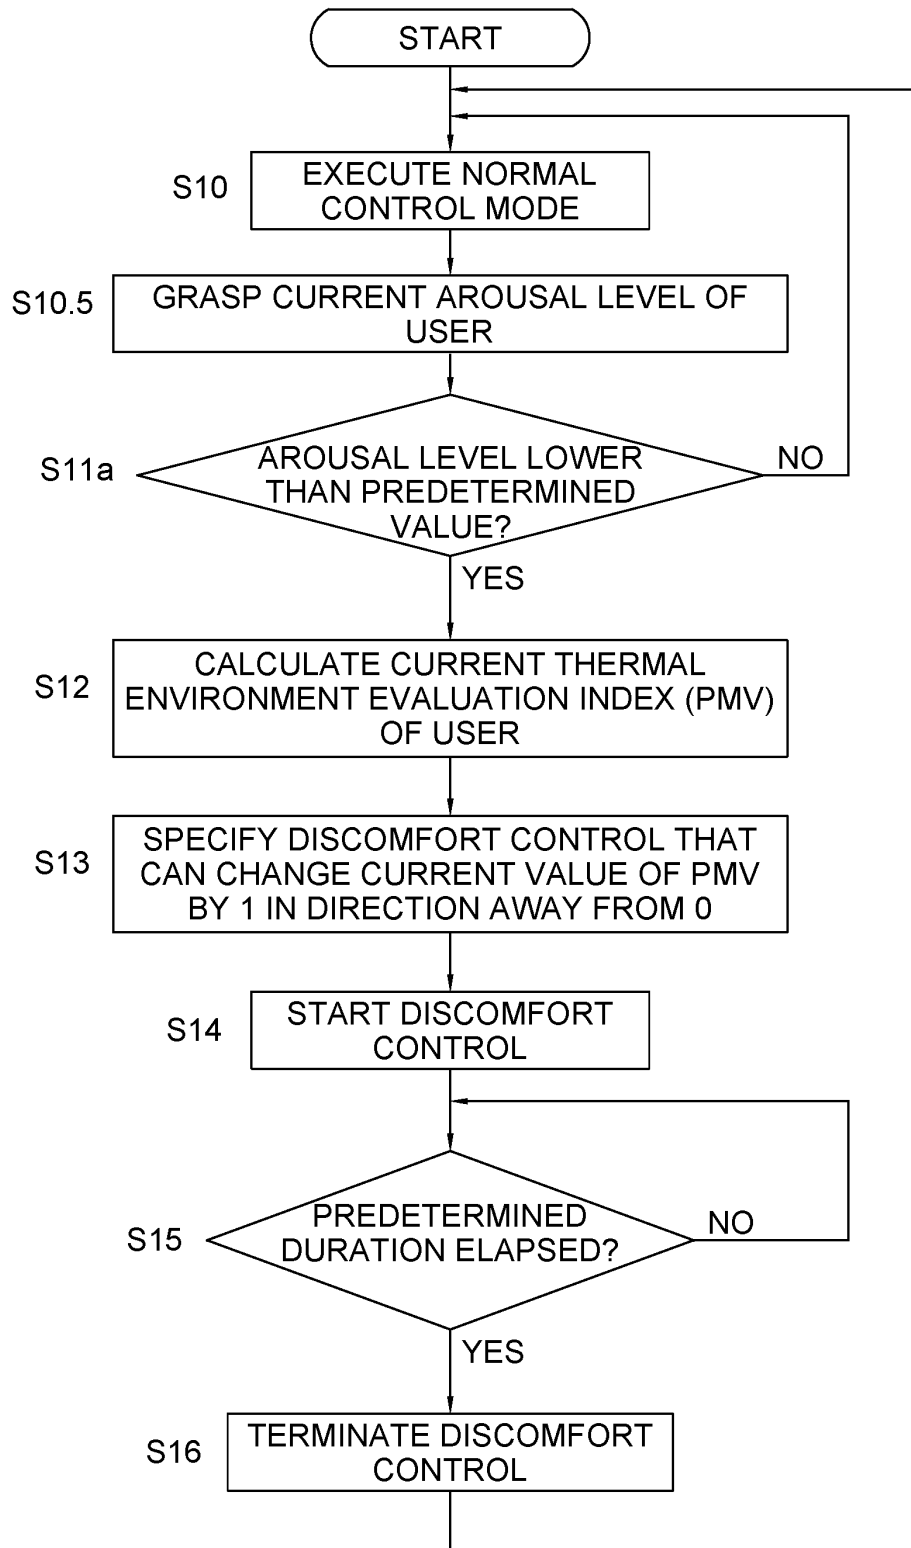 START
S10
EXECUTE NORMAL
CONTROL MODE
S10.5
GRASP CURRENT AROUSAL LEVEL OF
USER
S11a
AROUSAL LEVEL LOWER
THAN PREDETERMINED
VALUE?
NO
YES
S12
CALCULATE CURRENT THERMAL
ENVIRONMENT EVALUATION INDEX (PMV)
OF USER
S13
SPECIFY DISCOMFORT CONTROL THAT
CAN CHANGE CURRENT VALUE OF PMV
BY 1 IN DIRECTION AWAY FROM 0
S14
START DISCOMFORT
CONTROL
S15
PREDETERMINED
DURATION ELAPSED?
NO
YES
S16
TERMINATE DISCOMFORT
CONTROL